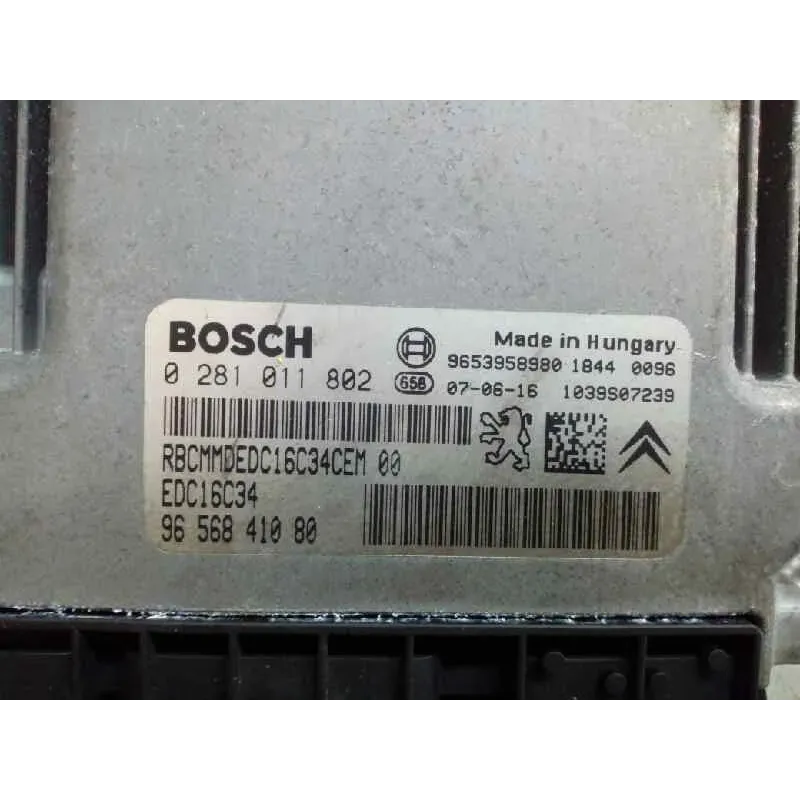 BOSCH
Made in Hungary
9653958980 1844 0096
0 281 011 802
658 07-06-16 1039S07239
RBCMMDEDC16C34CEM 00
EDC16C34
96 568 410 80